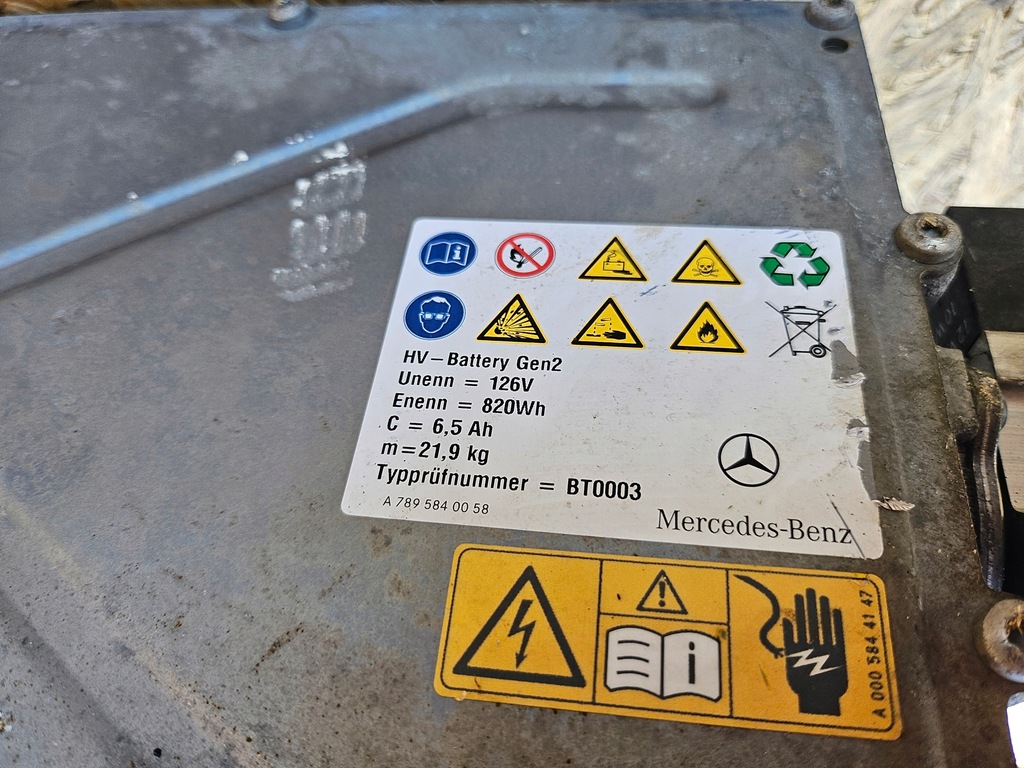 HV–Battery Gen2
Unenn = 126V
Enenn = 820Wh
C = 6,5 Ah
m=21,9 kg
Typprüfnummer = BT0003
A 789 584 00 58
Mercedes-Benz
A 000 584 41 47